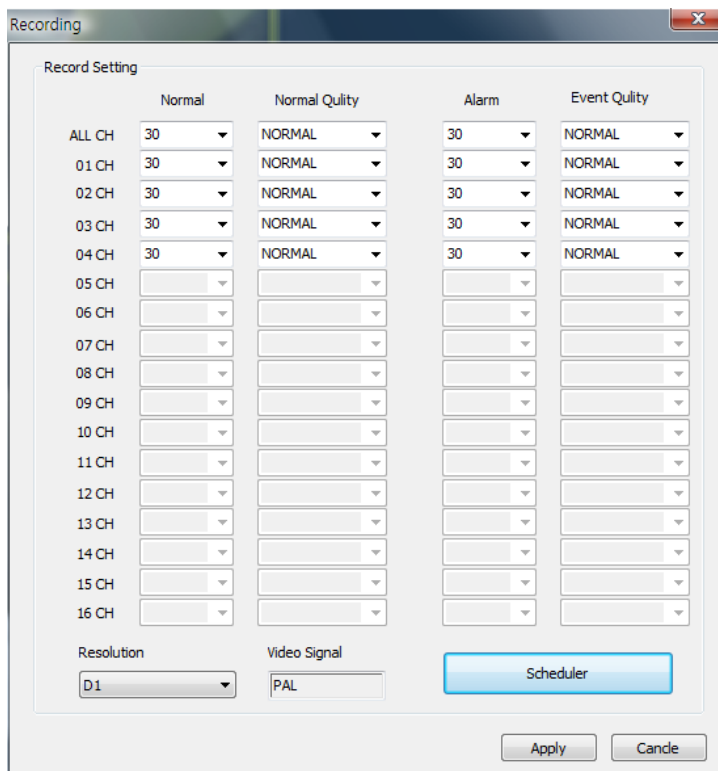 Recording
Record Setting
Normal Normal Qulity Alarm Event Qulity
ALL CH 30 NORMAL 30 NORMAL
01 CH 30 NORMAL 30 NORMAL
02 CH 30 NORMAL 30 NORMAL
03 CH 30 NORMAL 30 NORMAL
04 CH 30 NORMAL 30 NORMAL
05 CH
06 CH
07 CH
08 CH
09 CH
10 CH
11 CH
12 CH
13 CH
14 CH
15 CH
16 CH
Resolution Video Signal
D1 PAL Scheduler
Apply Cancle